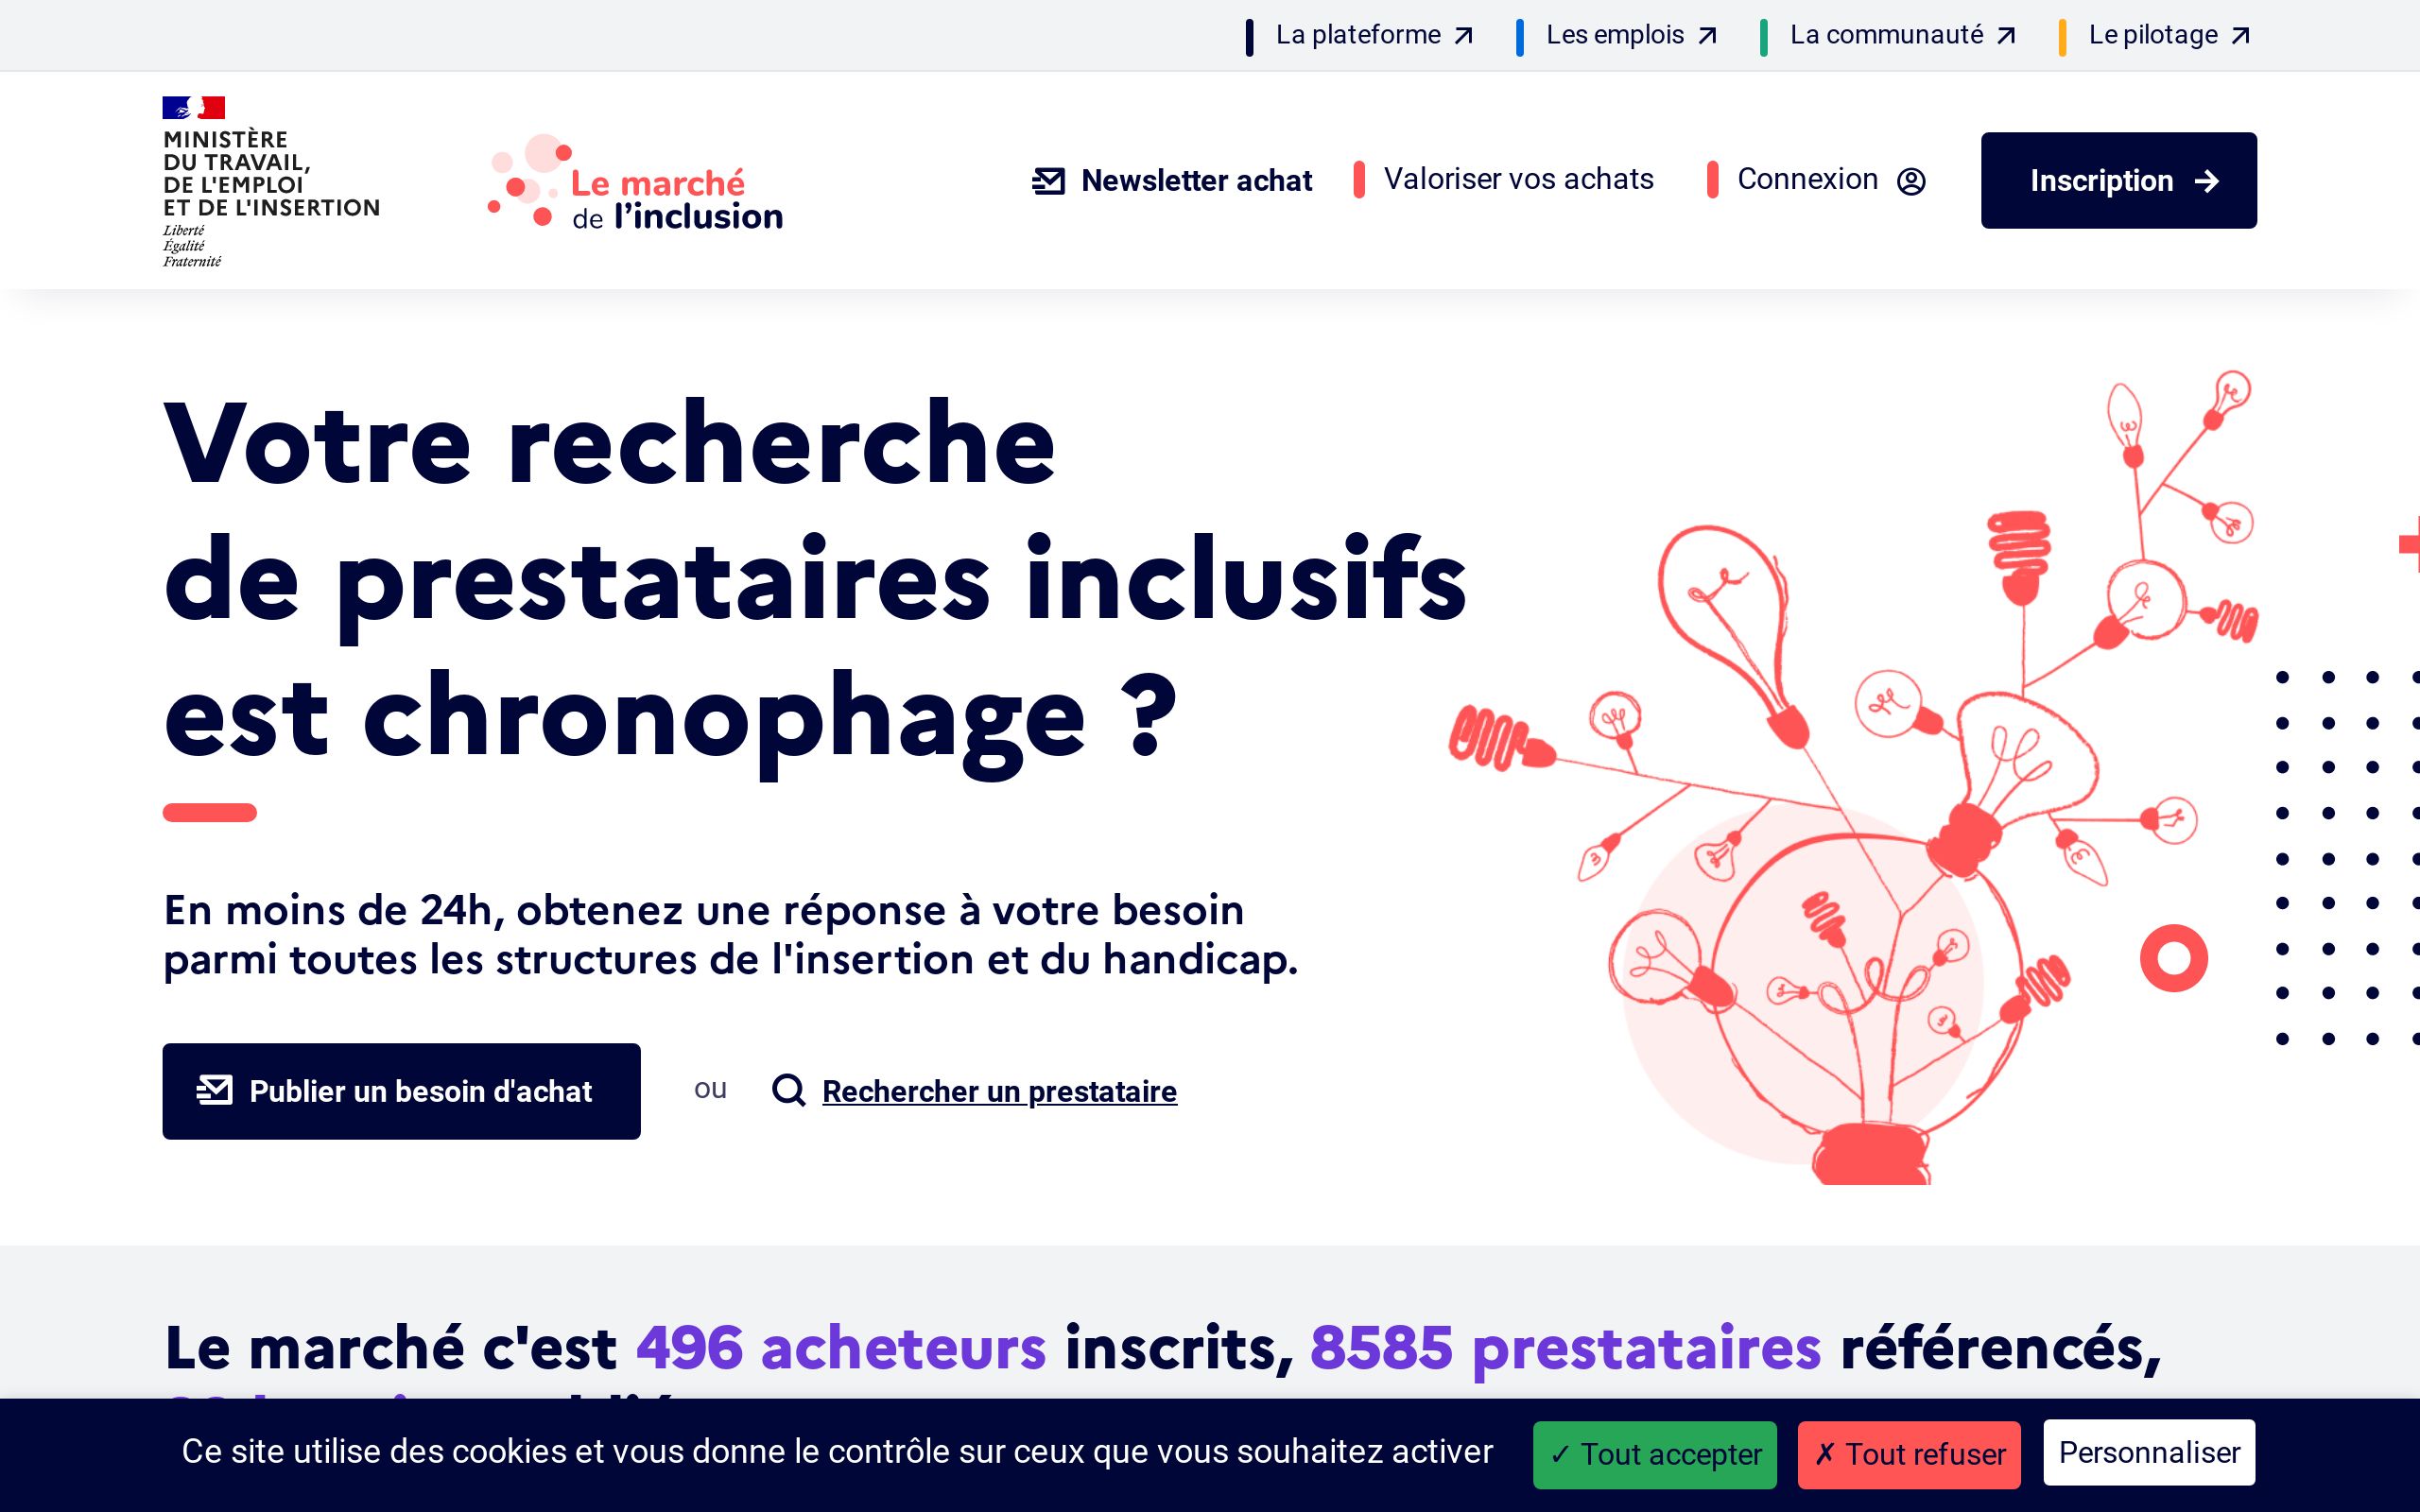 La plateforme
Les emplois
La communauté
Le pilotage
MINISTÈRE
DU TRAVAIL,
DE L'EMPLOI
ET DE L'INSERTION
Liberté
Égalité
Fraternité
Le marché
de l'inclusion
Newsletter achat
Valoriser vos achats
Connexion
Inscription
Votre recherche
de prestataires inclusifs
est chronophage ?
En moins de 24h, obtenez une réponse à votre besoin
parmi toutes les structures de l'insertion et du handicap.
Publier un besoin d'achat
ou
Rechercher un prestataire
Le marché c'est 496 acheteurs inscrits, 8585 prestataires référencés,
Ce site utilise des cookies et vous donne le contrôle sur ceux que vous souhaitez activer
✓ Tout accepter
✗ Tout refuser
Personnaliser